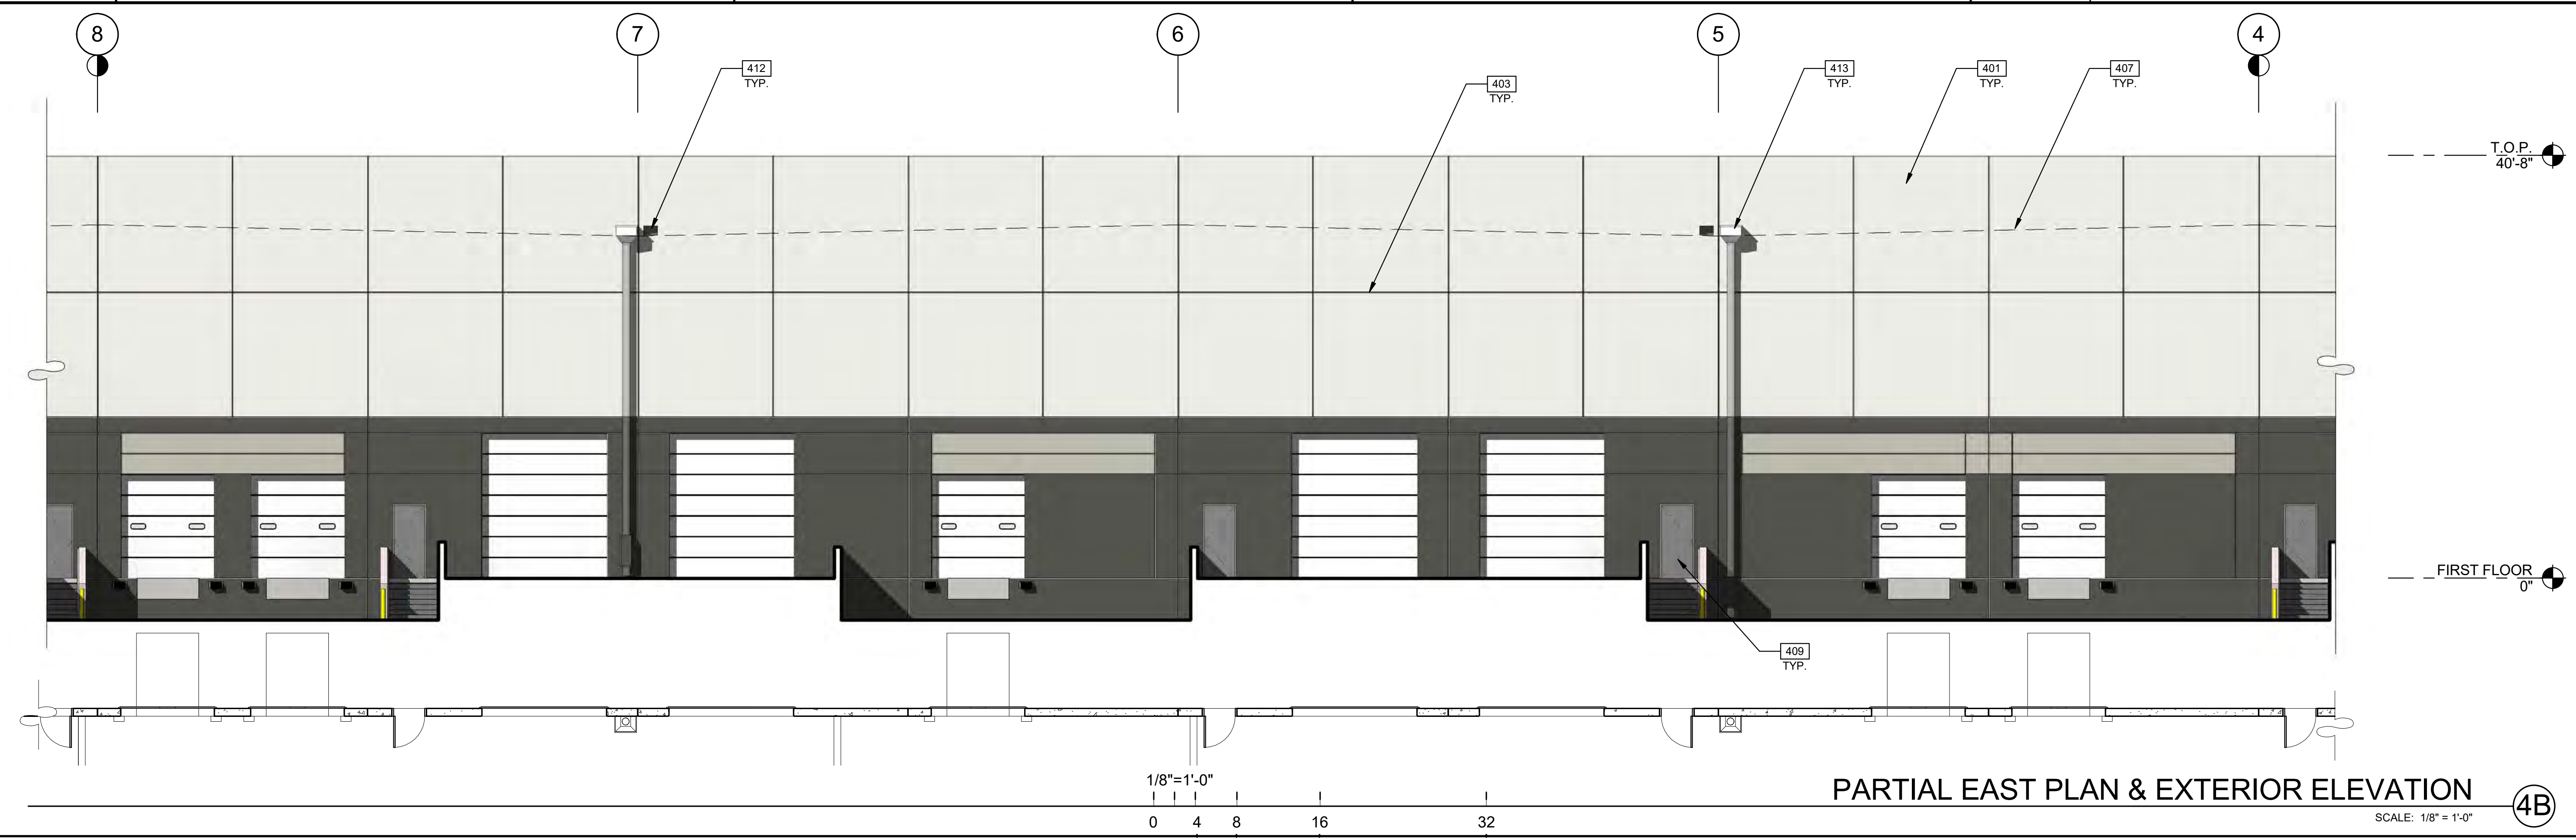 8
7
6
5
4
412
TYP.
403
TYP.
413
TYP.
401
TYP.
407
TYP.
T.O.P.
40'-8"
FIRST FLOOR
0"
409
TYP.
1/8"=1'-0"
0 4 8 16 32
PARTIAL EAST PLAN & EXTERIOR ELEVATION
4B
SCALE: 1/8" = 1'-0"